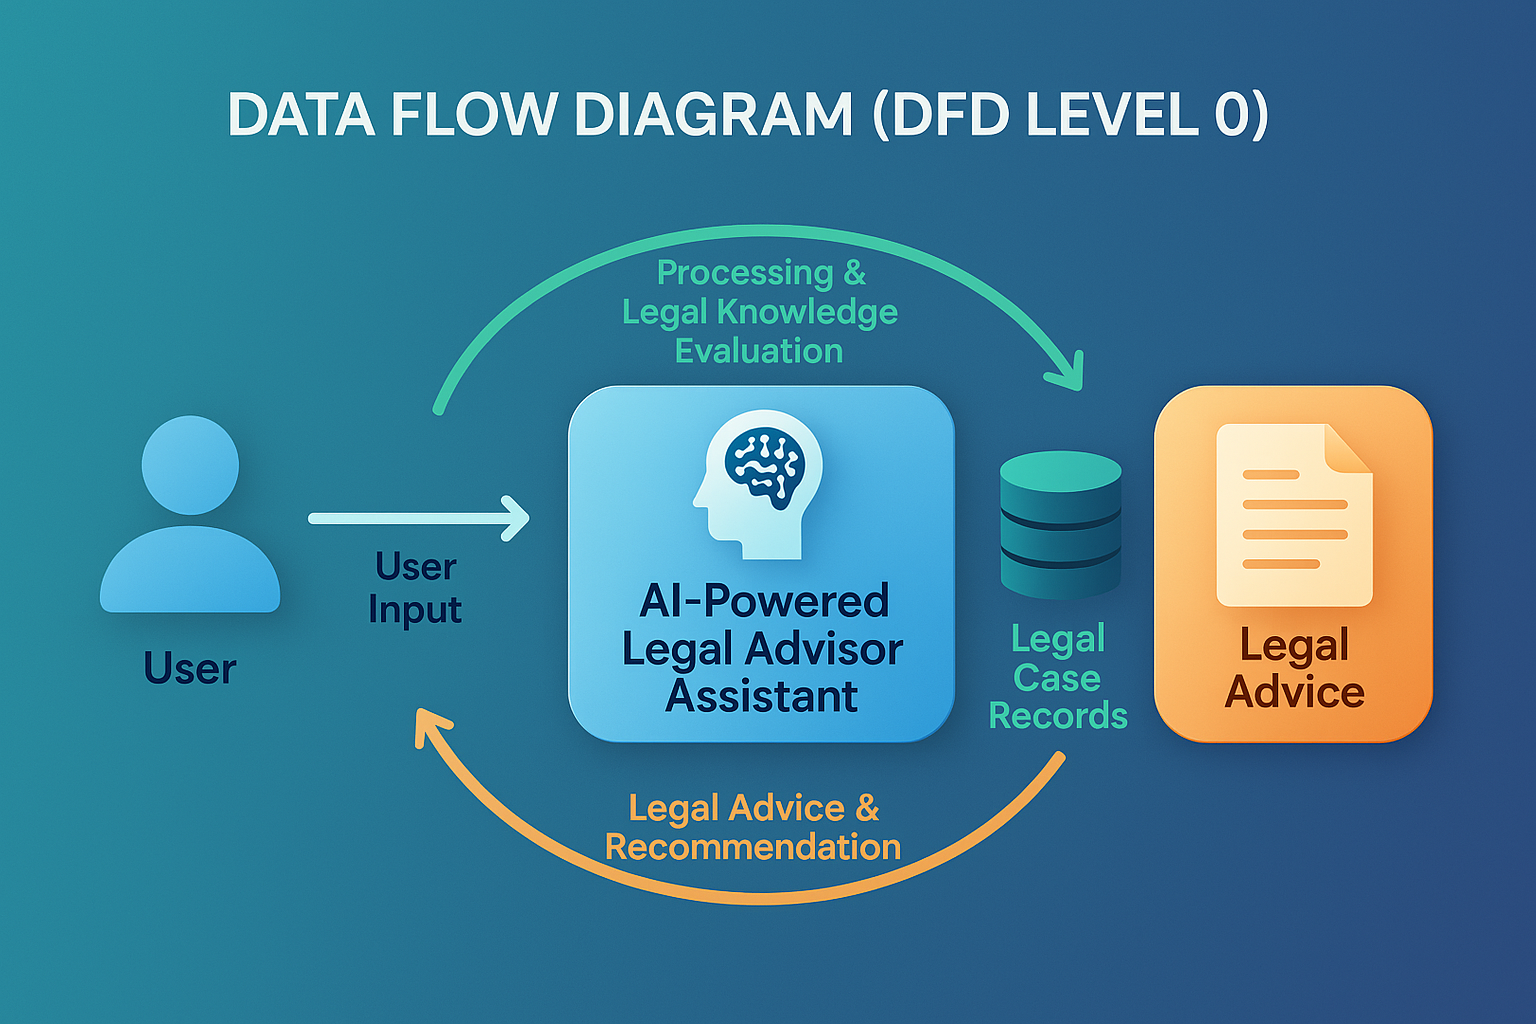 DATA FLOW DIAGRAM (DFD LEVEL 0)
Processing &
Legal Knowledge
Evaluation
User
Input
User
AI-Powered
Legal Advisor
Assistant
Legal
Case
Records
Legal
Advice
Legal Advice &
Recommendation